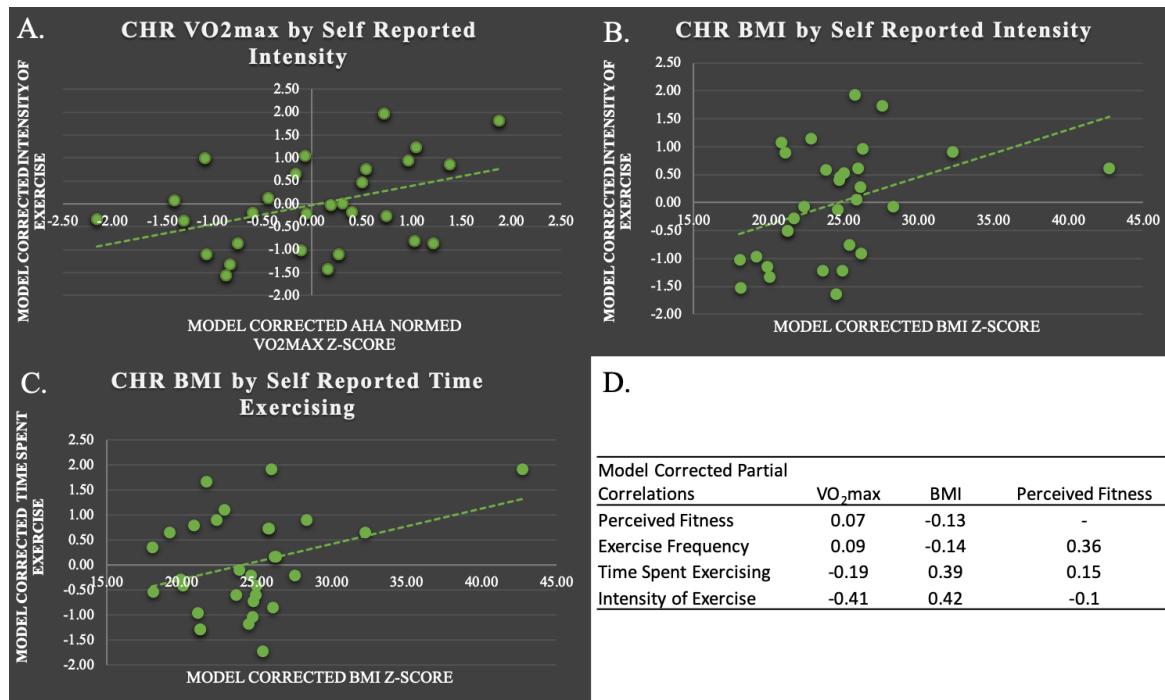 A.
CHR VO2max by Self Reported
Intensity
MODEL CORRECTED INTENSITY OF
EXERCISE
2.50
2.00
1.50
1.00
0.50
0.00
-0.50
-1.00
-1.50
-2.00
-2.50 -2.00 -1.50 -1.00 -0.50 0.00 0.50 1.00 1.50 2.00 2.50
MODEL CORRECTED AHA NORMED
VO2MAX Z-SCORE
B.
CHR BMI by Self Reported Intensity
MODEL CORRECTED INTENSITY OF
EXERCISE
2.50
2.00
1.50
1.00
0.50
0.00
-0.50
-1.00
-1.50
-2.00
15.00 20.00 25.00 30.00 35.00 40.00 45.00
MODEL CORRECTED BMI Z-SCORE
C.
CHR BMI by Self Reported Time
Exercising
MODEL CORRECTED TIME SPENT
EXERCISE
2.50
2.00
1.50
1.00
0.50
0.00
-0.50
-1.00
-1.50
-2.00
15.00 20.00 25.00 30.00 35.00 40.00 45.00
MODEL CORRECTED BMI Z-SCORE
D.
Model Corrected Partial
Correlations VO₂max BMI Perceived Fitness
Perceived Fitness 0.07 -0.13 -
Exercise Frequency 0.09 -0.14 0.36
Time Spent Exercising -0.19 0.39 0.15
Intensity of Exercise -0.41 0.42 -0.1